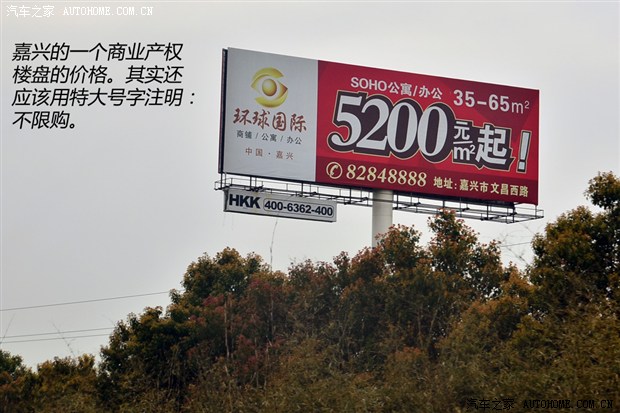 汽车之家 AUTOHOME.COM.CN
嘉兴的一个商业产权
楼盘的价格。其实还
应该用特大号字注明：
不限购。
环球国际
商铺/公寓/办公
中国·嘉兴
SOHO公寓/办公 35-65m²
5200元/m²起！
82848888 地址:嘉兴市文昌西路
HKK 400-6362-400
汽车之家 AUTOHOME.COM.CN